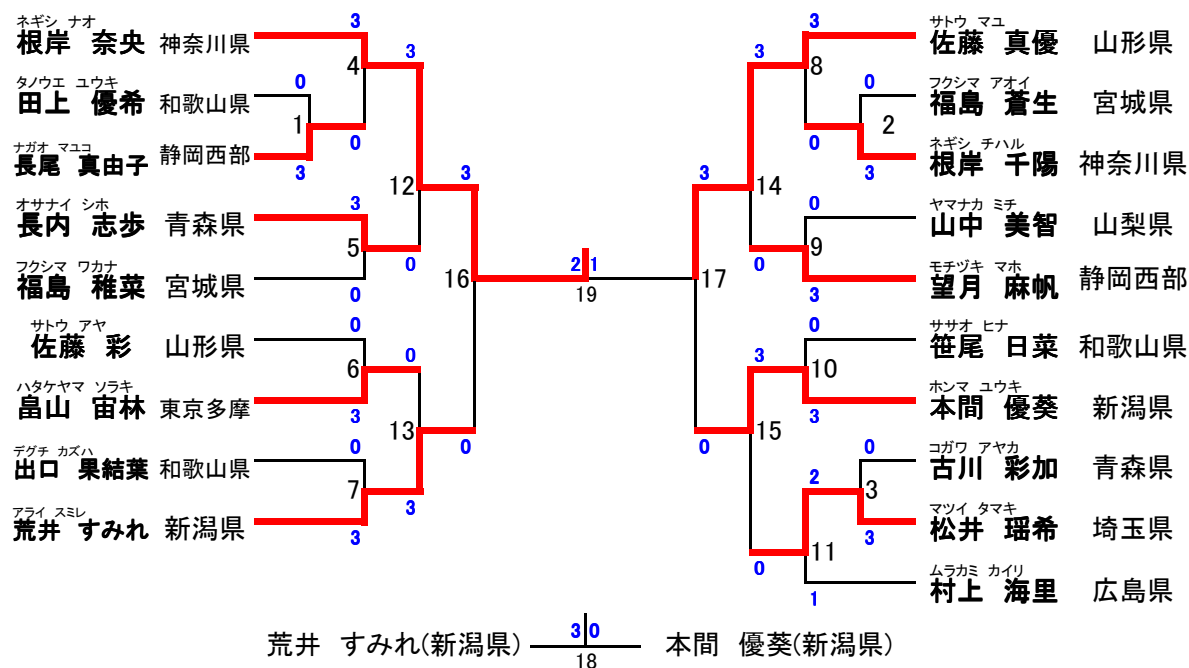 ネギシ ナオ
根岸 奈央 神奈川県
タノウエ ユウキ
田上 優希 和歌山県
ナガオ マユコ
長尾 真由子 静岡西部
オサナイ シホ
長内 志歩 青森県
フクシマ ワカナ
福島 稚菜 宮城県
サトウ アヤ
佐藤 彩 山形県
ハタケヤマ ソラキ
畠山 宙林 東京多摩
デグチ カズハ
出口 果結葉 和歌山県
アライ スミレ
荒井 すみれ 新潟県
3
4
0
1
3
0
3
12
3
5
0
0
0
6
3
0
13
0
7
3
3
3
16
0
2 1
19
3
17
0
3
14
0
3
15
0
3
8
0
0
2
3
0
9
3
0
10
3
2
0
3
3
11
1
サトウ マユ
佐藤 真優 山形県
フクシマ アオイ
福島 蒼生 宮城県
ネギシ チハル
根岸 千陽 神奈川県
ヤマナカ ミチ
山中 美智 山梨県
モチヅキ マホ
望月 麻帆 静岡西部
ササオ ヒナ
笹尾 日菜 和歌山県
ホンマ ユウキ
本間 優葵 新潟県
コガワ アヤカ
古川 彩加 青森県
マツイ タマキ
松井 瑶希 埼玉県
ムラカミ カイリ
村上 海里 広島県
荒井 すみれ(新潟県) 3 0 本間 優葵(新潟県)
18